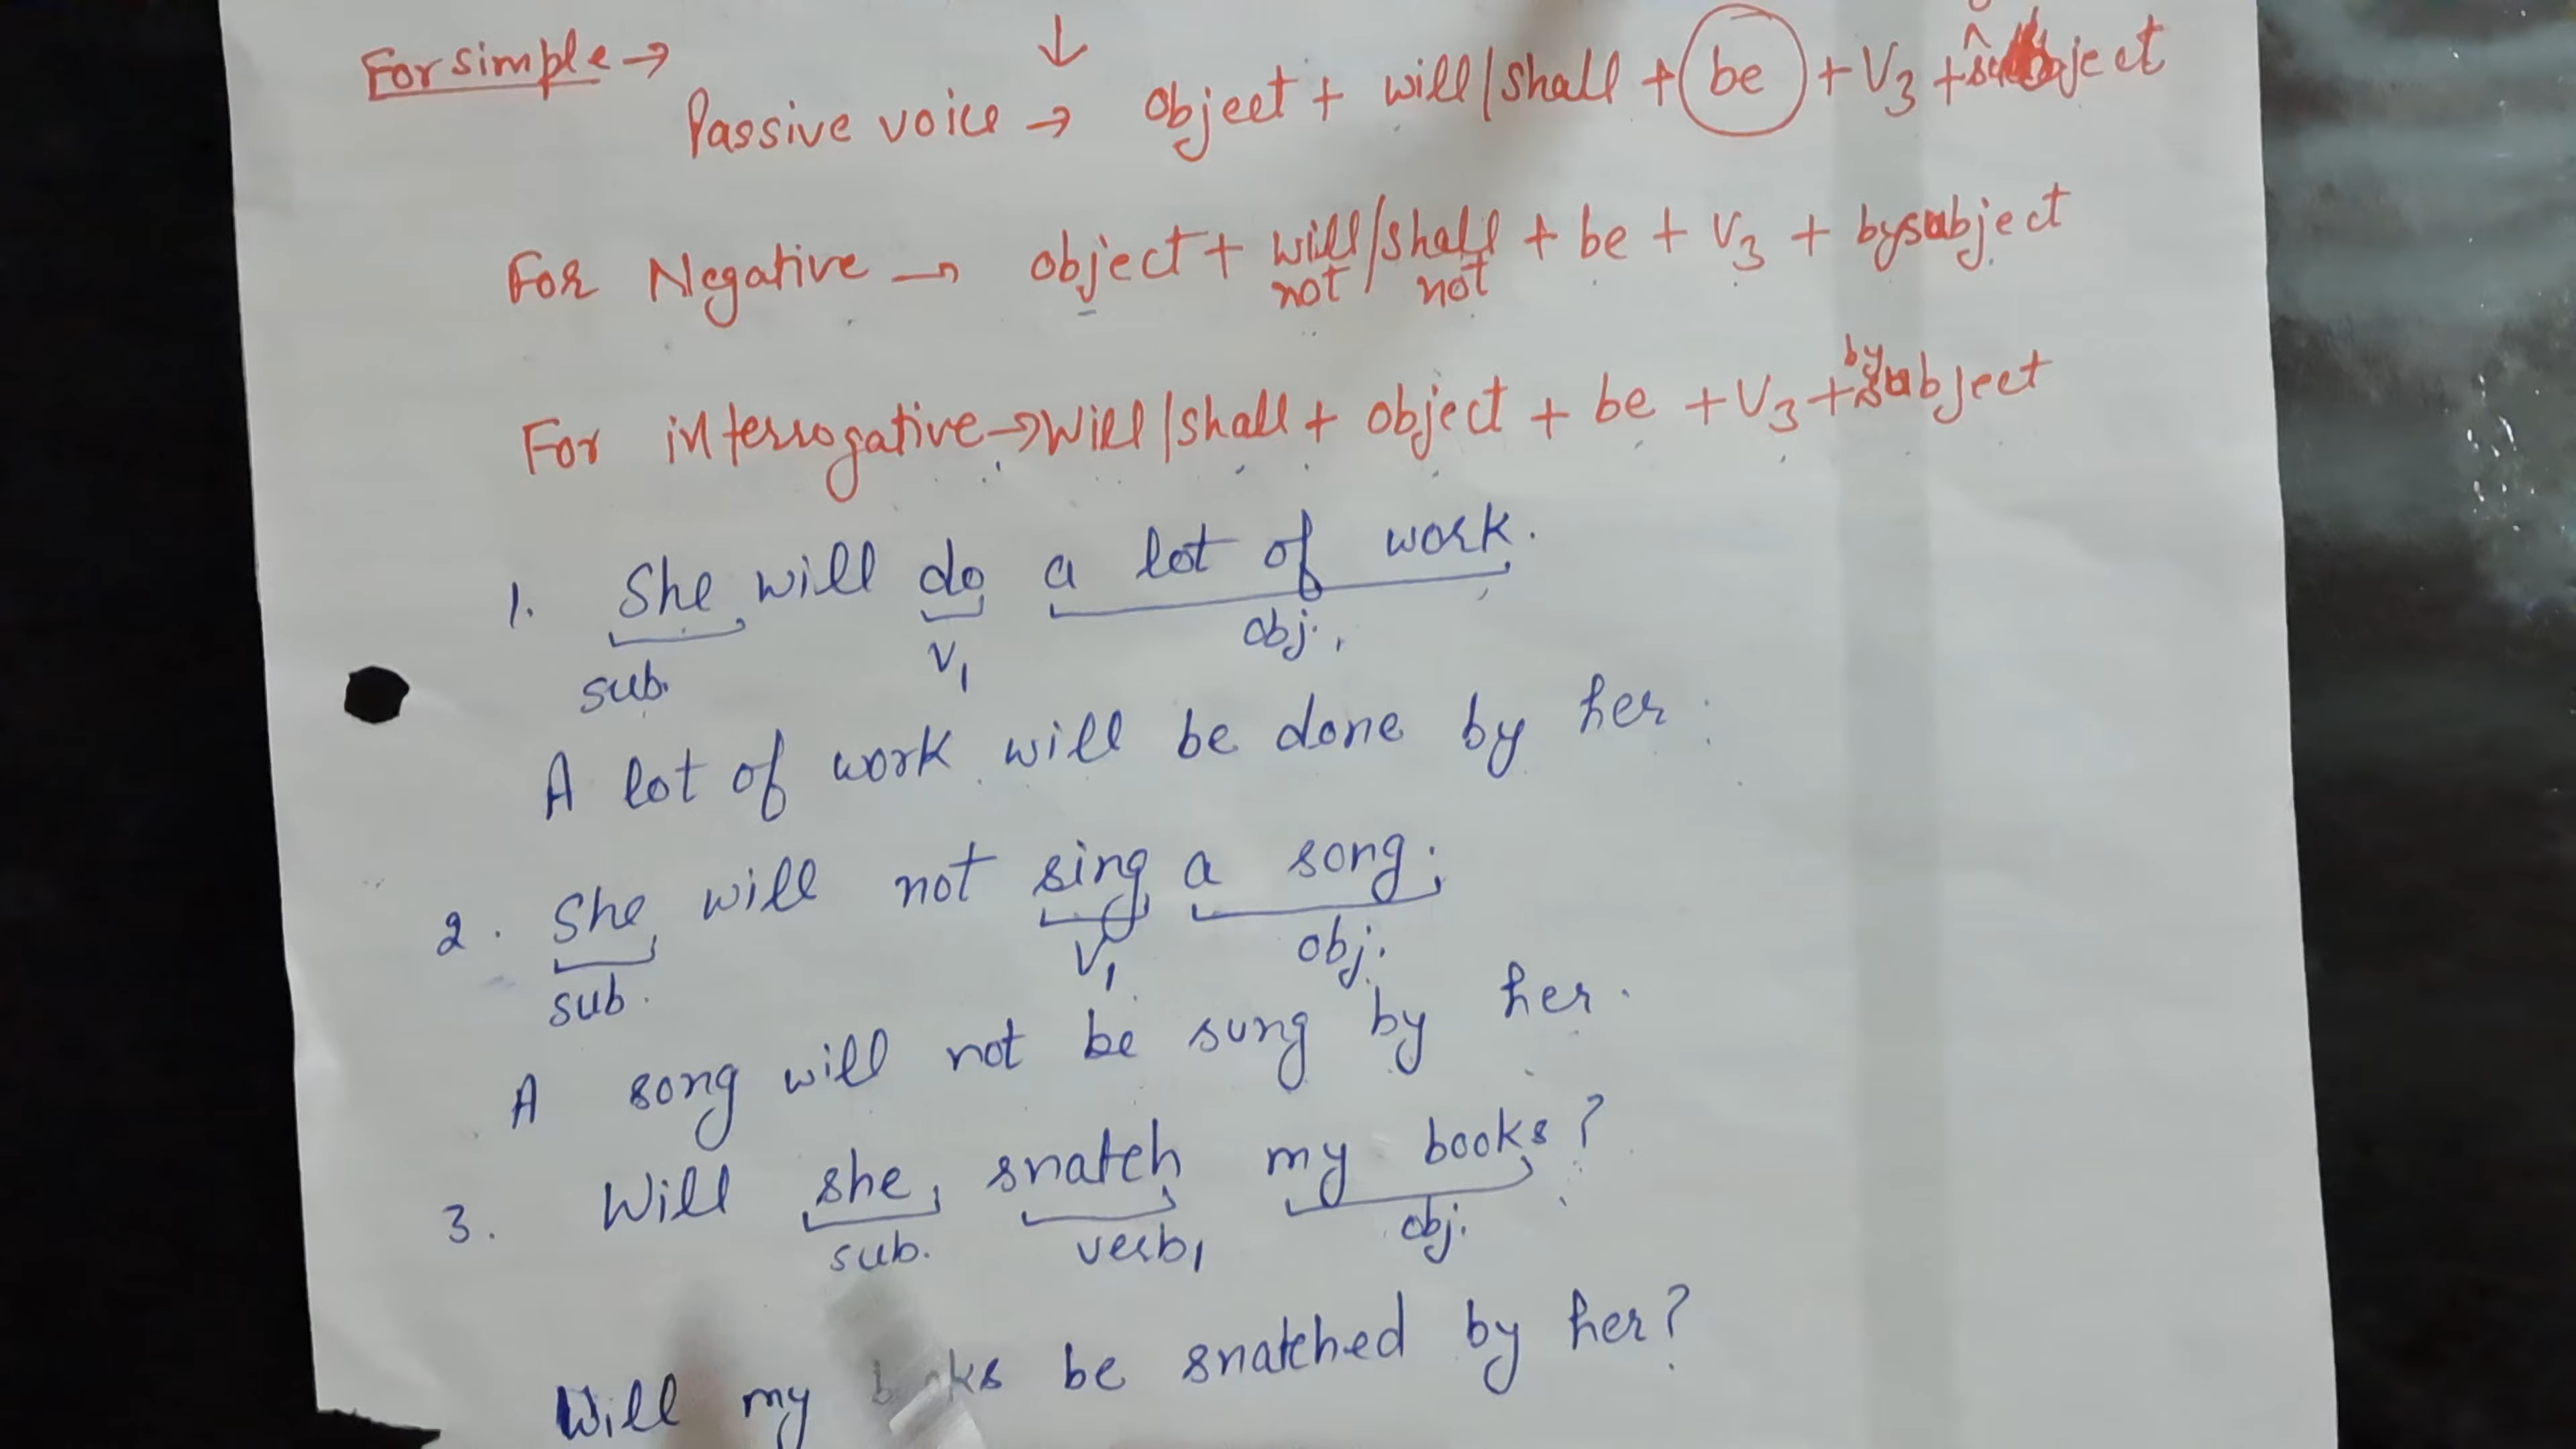 For simple →
Passive voice → object + will/shall + be + V3 + subject
For Negative → object + will/shall + be + V3 + by subject
not not
For interrogative → Will/shall + object + be + V3 + by subject
1. She will do a lot of work.
sub. V1 obj.
A lot of work will be done by her.
2. She will not sing a song.
sub. V1 obj.
A song will not be sung by her.
3. Will she snatch my books?
sub. verb1 obj.
Will my be snatched by her?